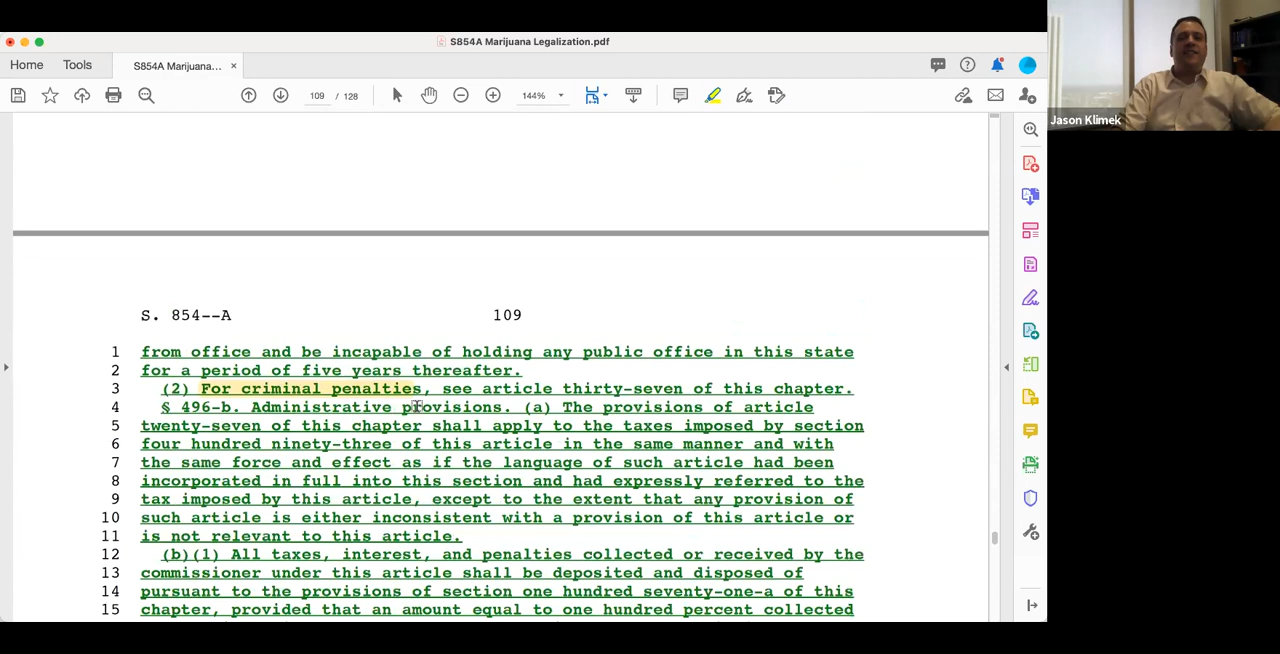 S854A Marijuana Legalization.pdf
Home Tools S854A Marijuana... ×
109 / 128 144%
Jason Klimek
S. 854--A 109
1 from office and be incapable of holding any public office in this state
2 for a period of five years thereafter.
3 (2) For criminal penalties, see article thirty-seven of this chapter.
4 § 496-b. Administrative provisions. (a) The provisions of article
5 twenty-seven of this chapter shall apply to the taxes imposed by section
6 four hundred ninety-three of this article in the same manner and with
7 the same force and effect as if the language of such article had been
8 incorporated in full into this section and had expressly referred to the
9 tax imposed by this article, except to the extent that any provision of
10 such article is either inconsistent with a provision of this article or
11 is not relevant to this article.
12 (b)(1) All taxes, interest, and penalties collected or received by the
13 commissioner under this article shall be deposited and disposed of
14 pursuant to the provisions of section one hundred seventy-one-a of this
15 chapter, provided that an amount equal to one hundred percent collected